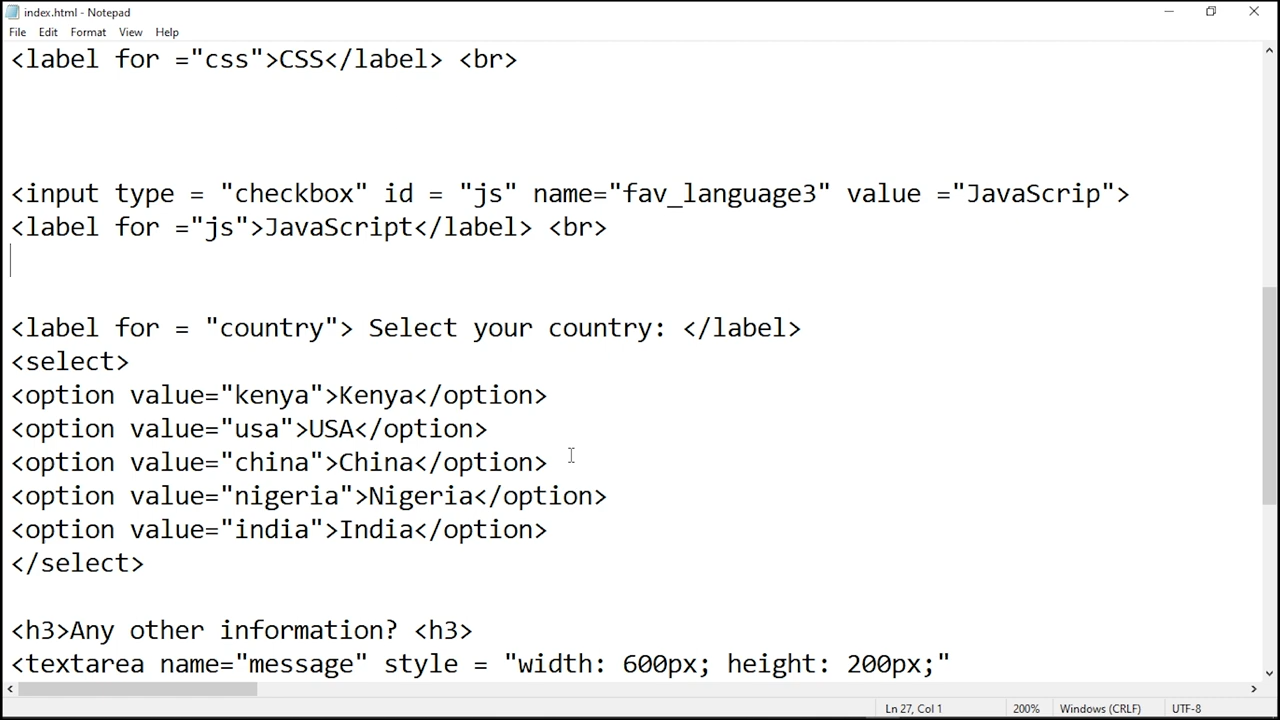 index.html - Notepad
File Edit Format View Help
<label for ="css">CSS</label> <br>
<input type = "checkbox" id = "js" name="fav_language3" value ="JavaScrip">
<label for ="js">JavaScript</label> <br>
<label for = "country"> Select your country: </label>
<select>
<option value="kenya">Kenya</option>
<option value="usa">USA</option>
<option value="china">China</option>
<option value="nigeria">Nigeria</option>
<option value="india">India</option>
</select>
<h3>Any other information? <h3>
<textarea name="message" style = "width: 600px; height: 200px;"
Ln 27, Col 1 200% Windows (CRLF) UTF-8